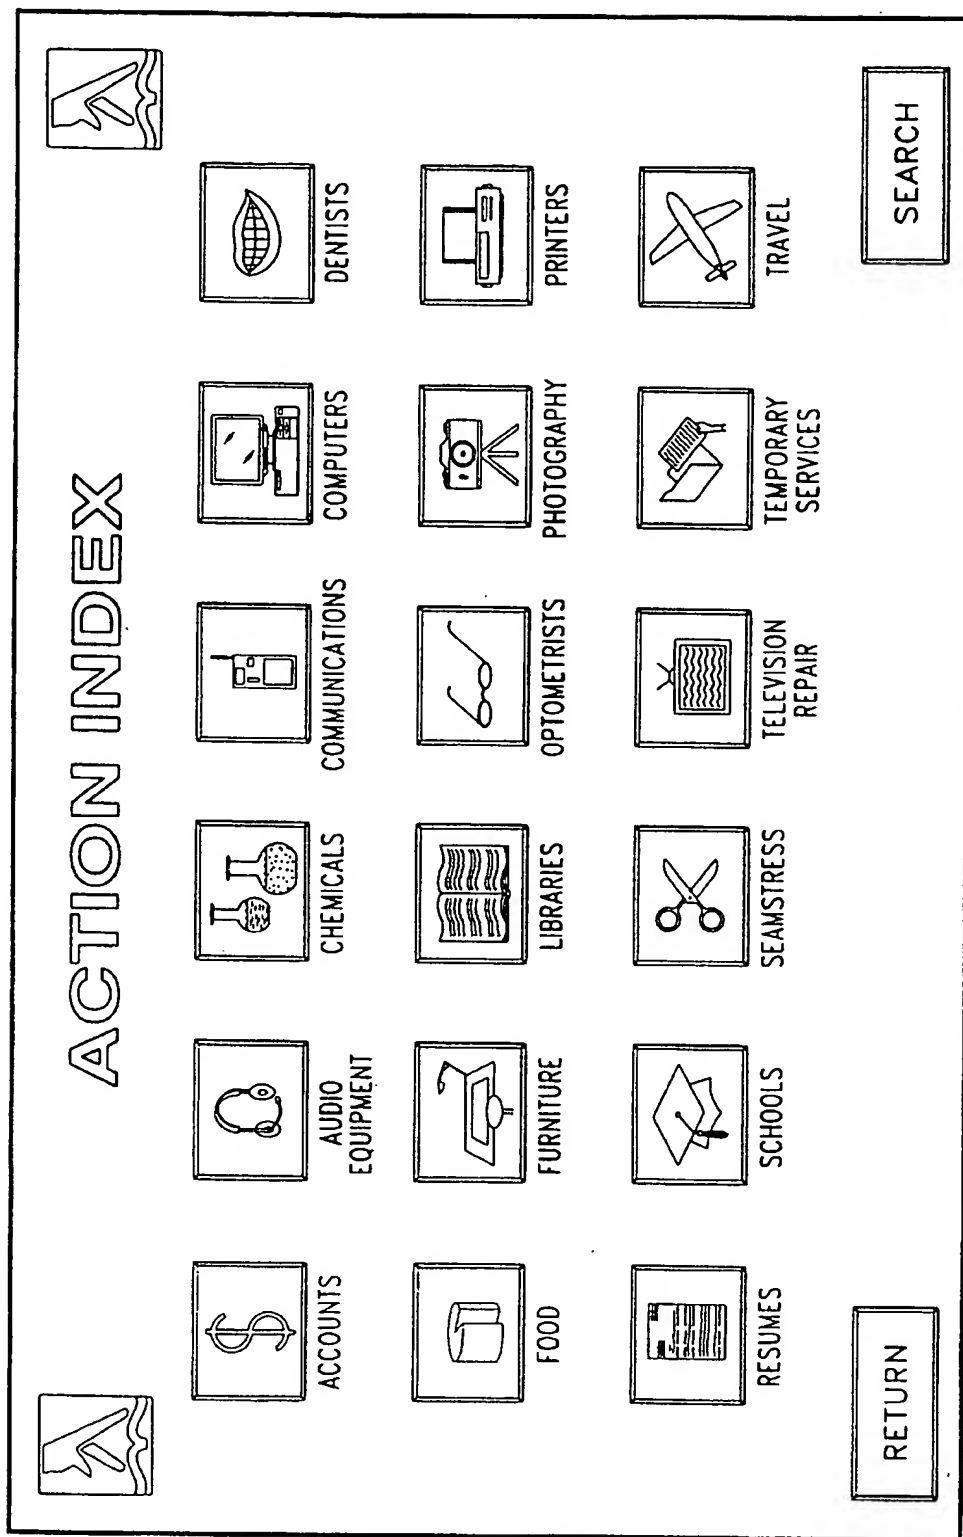 ACTION INDEX
ACCOUNTS
AUDIO
EQUIPMENT
CHEMICALS
COMMUNICATIONS
COMPUTERS
DENTISTS
FOOD
FURNITURE
LIBRARIES
OPTOMETRISTS
PHOTOGRAPHY
PRINTERS
RESUMES
SCHOOLS
SEAMSTRESS
TELEVISION
REPAIR
TEMPORARY
SERVICES
TRAVEL
RETURN
SEARCH